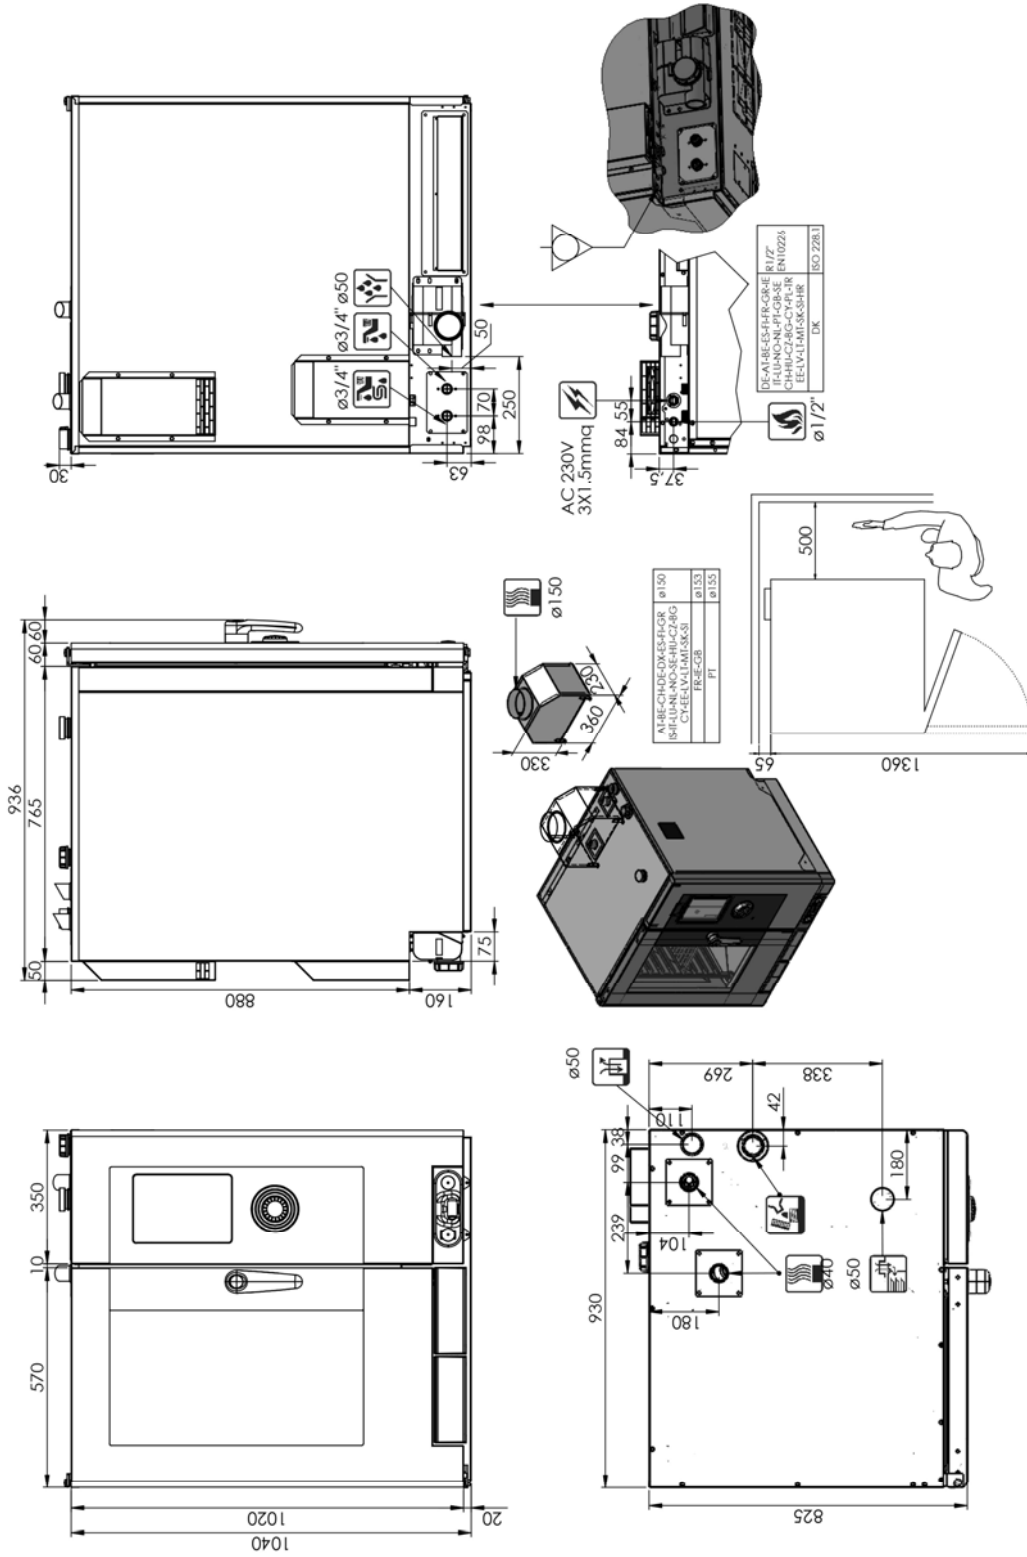 30
ø3/4"
ø3/4"
ø50
50
70
98
250
63
AC 230V
3X1.5mmq
84
55
37,5
ø1/2"
DE-AT-BE-ES-FI-FR-GR-IE
IT-LU-NO-NL-PT-GB-SE
CH-HU-CZ-BG-CY-PL-TR
EE-LV-LT-MT-SK-SI-HR
R1/2"
EN10226
DK
ISO 228.1
936
50
765
60
60
880
160
75
ø150
330
360
230
AT-BE-CH-DE-DX-ES-FI-GR
IS-IT-LU-NL-NO-SE-HU-CZ-BG
CY-EE-LV-LT-MT-SK-SI
ø150
FR-IE-GB
ø153
PT
ø155
500
65
1360
570
10
350
1020
1040
20
ø50
269
338
110
42
38
99
239
104
180
180
ø40
ø50
930
825